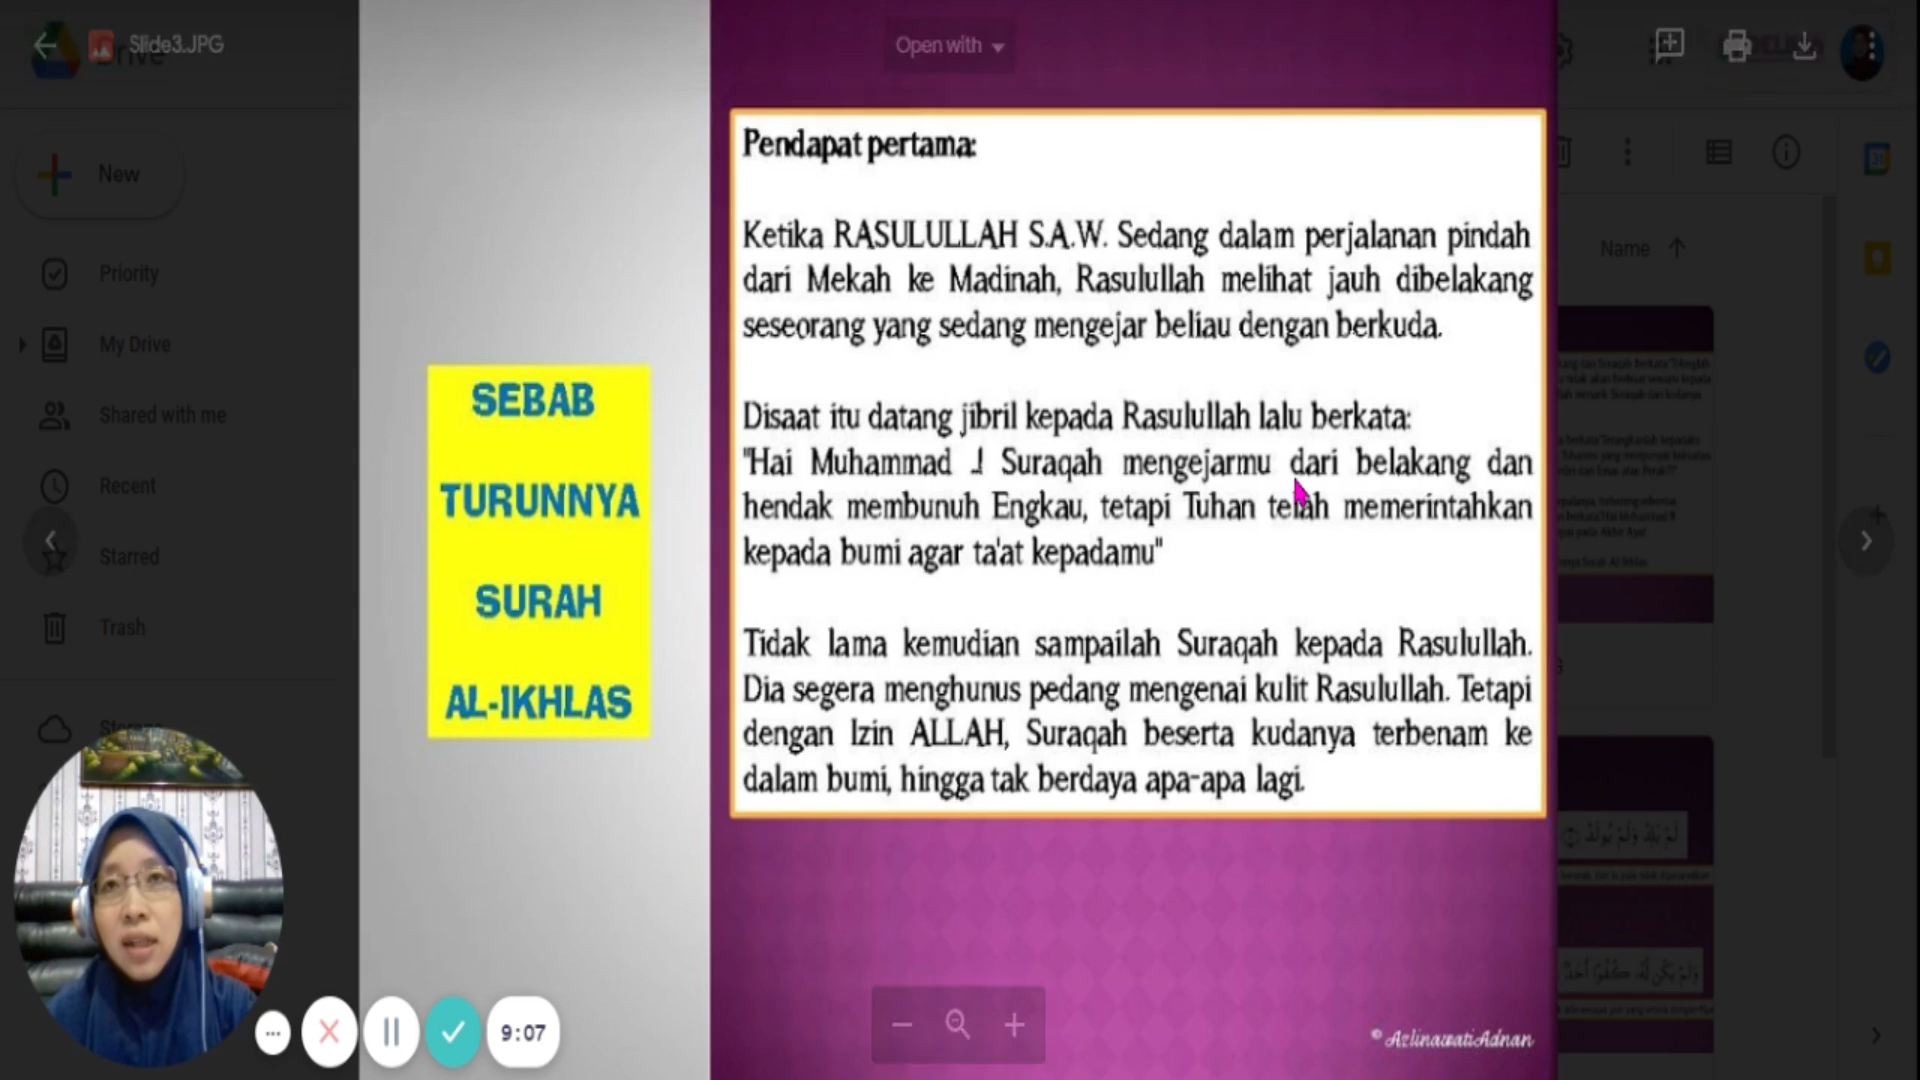 Slide3.JPG
Open with
New
Priority
My Drive
Shared with me
Recent
Starred
Trash
Storage
Name
SEBAB
TURUNNYA
SURAH
AL-IKHLAS
Pendapat pertama:
Ketika RASULULLAH S.A.W. Sedang dalam perjalanan pindah
dari Mekah ke Madinah, Rasulullah melihat jauh dibelakang
seseorang yang sedang mengejar beliau dengan berkuda.
Disaat itu datang jibril kepada Rasulullah lalu berkata:
"Hai Muhammad ..! Suraqah mengejarmu dari belakang dan
hendak membunuh Engkau, tetapi Tuhan telah memerintahkan
kepada bumi agar ta'at kepadamu"
Tidak lama kemudian sampailah Suraqah kepada Rasulullah.
Dia segera menghunus pedang mengenai kulit Rasulullah. Tetapi
dengan Izin ALLAH, Suraqah beserta kudanya terbenam ke
dalam bumi, hingga tak berdaya apa-apa lagi.
لَمْ يَلِدْ وَلَمْ يُولَدْ
وَلَمْ يَكُن لَّهُ كُفُوًا أَحَدٌ
9:07
© AzlinawatiAdnan